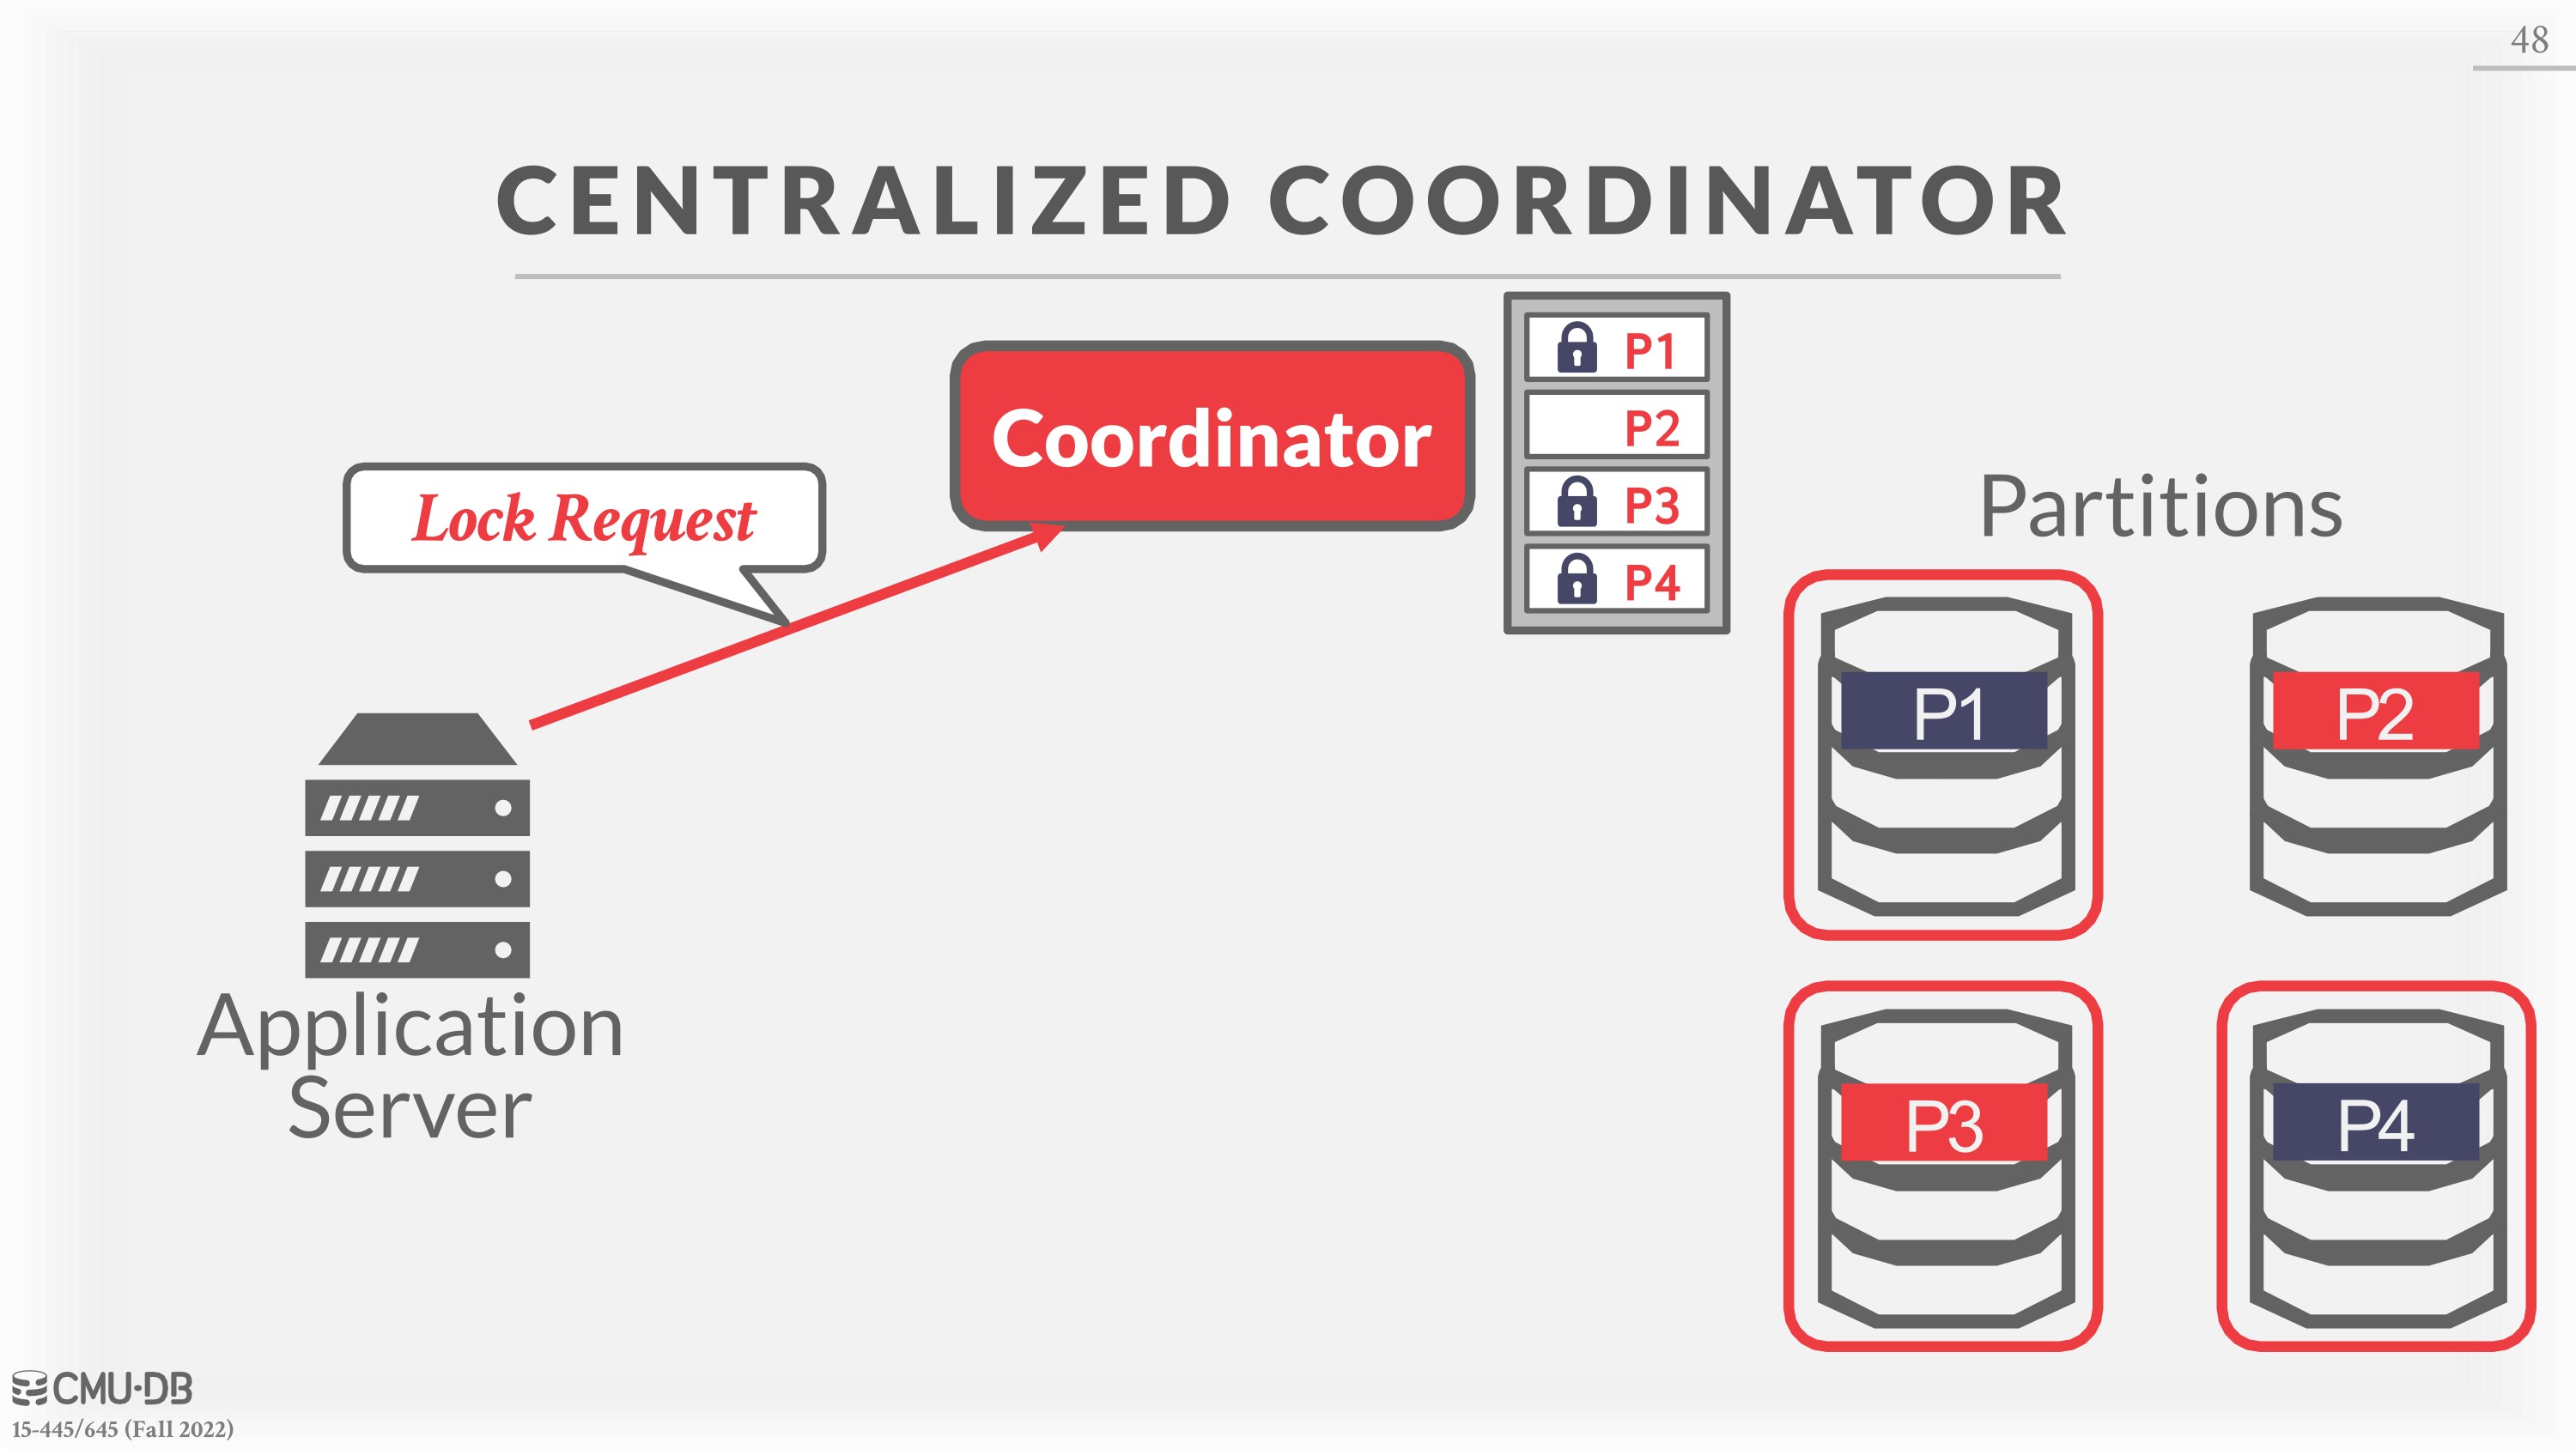 48
CENTRALIZED COORDINATOR
Coordinator
P1
P2
P3
P4
Lock Request
Partitions
P1
P2
P3
P4
Application
Server
CMU·DB
15-445/645 (Fall 2022)